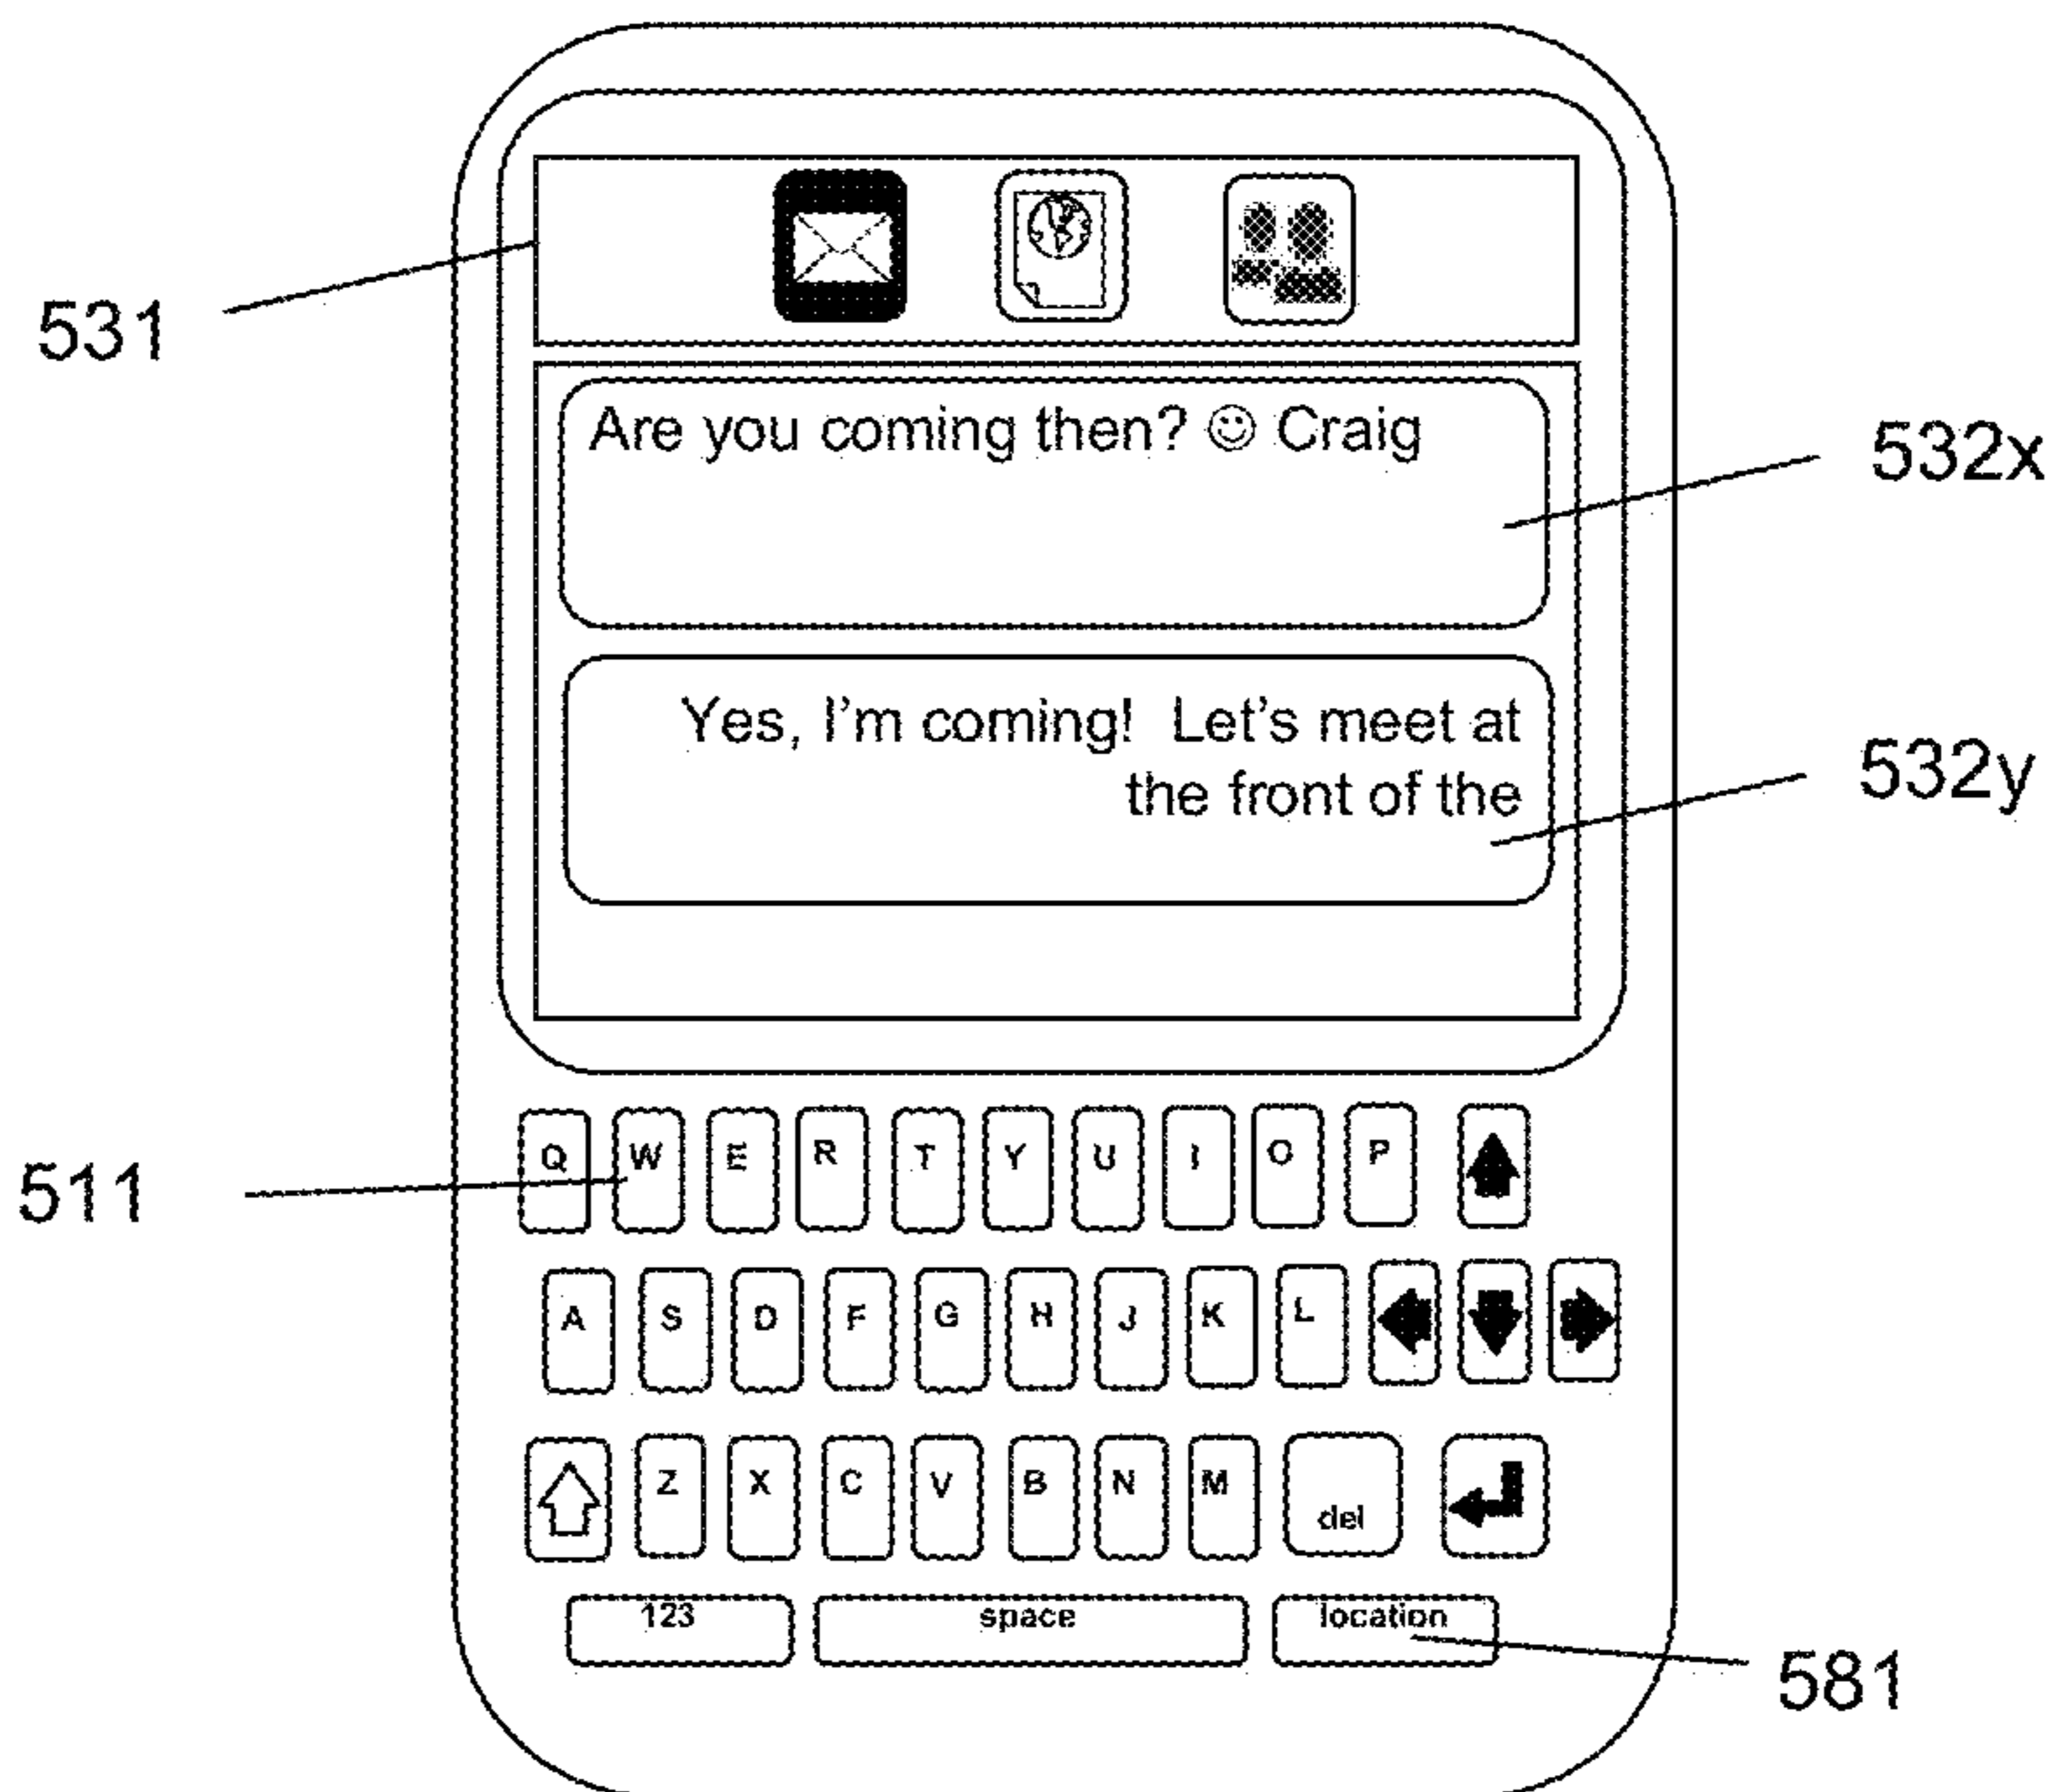 531
Are you coming then? ☺ Craig
532x
Yes, I'm coming!  Let's meet at
the front of the
532y
511
Q W E R T Y U I O P
A S D F G H J K L
Z X C V B N M del
123 space location
581